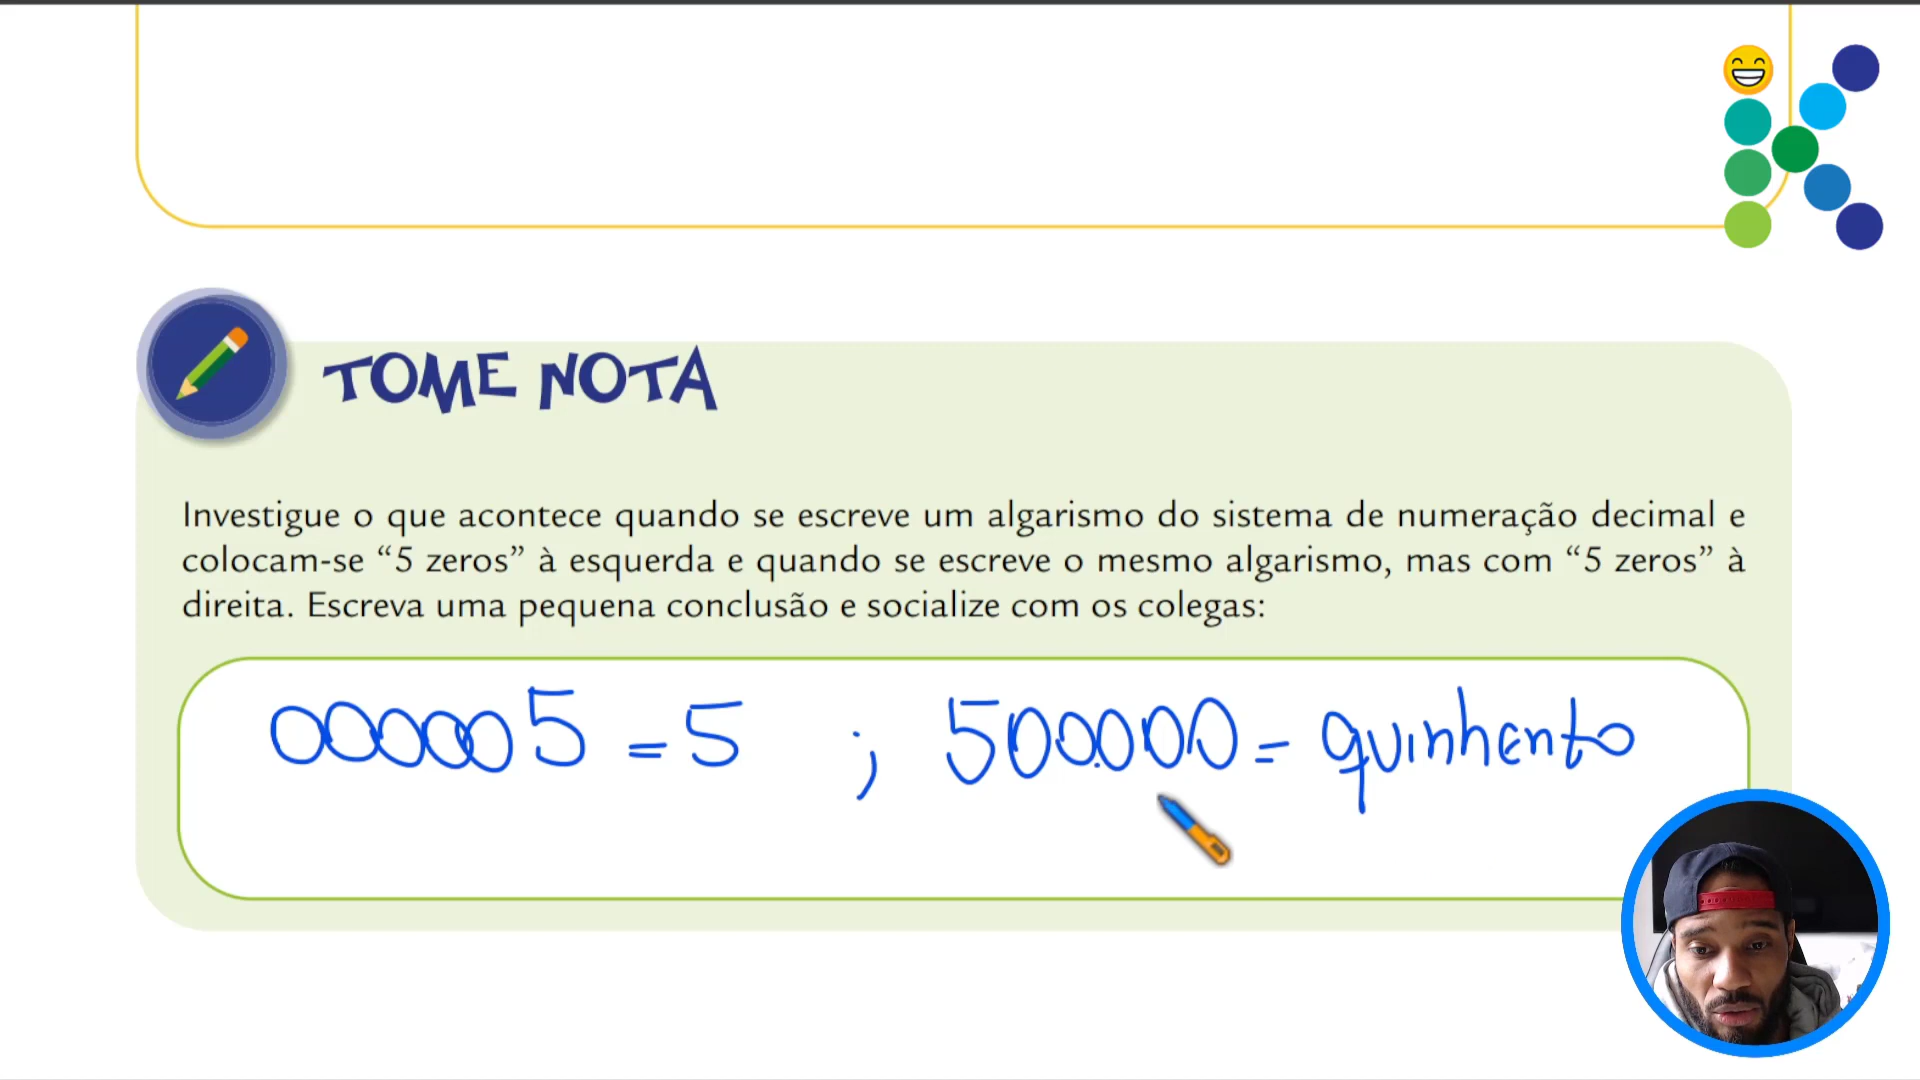 TOME NOTA
Investigue o que acontece quando se escreve um algarismo do sistema de numeração decimal e
colocam-se “5 zeros” à esquerda e quando se escreve o mesmo algarismo, mas com “5 zeros” à
direita. Escreva uma pequena conclusão e socialize com os colegas:
000005 = 5 ; 500.000 = quinhento